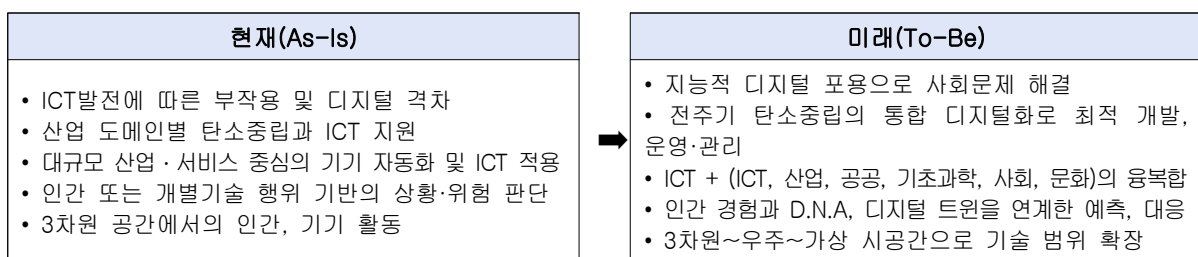 현재(As-Is)
• ICT발전에 따른 부작용 및 디지털 격차
• 산업 도메인별 탄소중립과 ICT 지원
• 대규모 산업·서비스 중심의 기기 자동화 및 ICT 적용
• 인간 또는 개별기술 행위 기반의 상황·위험 판단
• 3차원 공간에서의 인간, 기기 활동
➡
미래(To-Be)
• 지능적 디지털 포용으로 사회문제 해결
• 전주기 탄소중립의 통합 디지털화로 최적 개발,
운영·관리
• ICT + (ICT, 산업, 공공, 기초과학, 사회, 문화)의 융복합
• 인간 경험과 D.N.A, 디지털 트윈을 연계한 예측, 대응
• 3차원~우주~가상 시공간으로 기술 범위 확장